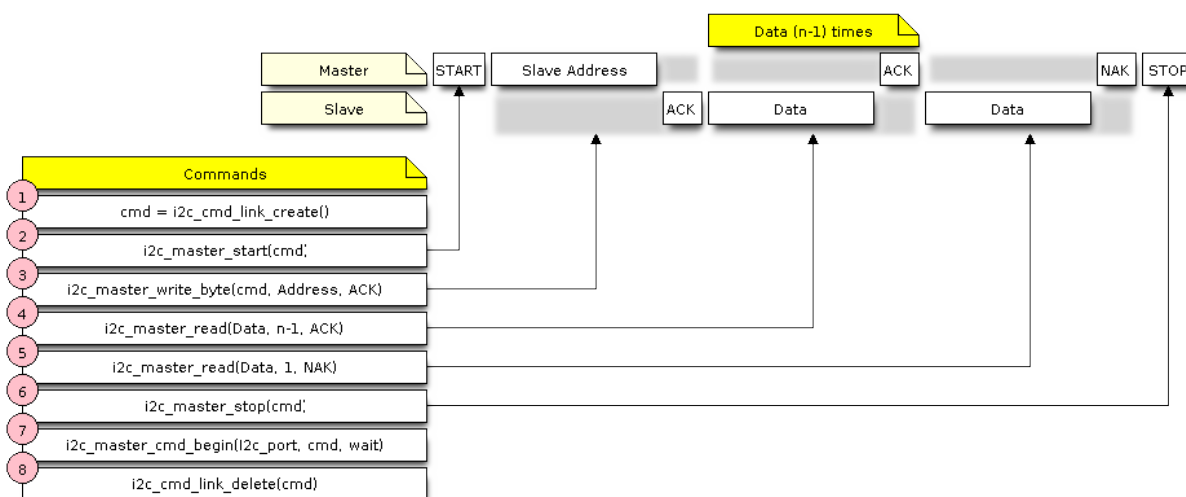 Data (n-1) times
Master
START
Slave Address
ACK
NAK
STOP
Slave
ACK
Data
Data
Commands
1
cmd = i2c_cmd_link_create()
2
i2c_master_start(cmd;
3
i2c_master_write_byte(cmd, Address, ACK)
4
i2c_master_read(Data, n-1, ACK)
5
i2c_master_read(Data, 1, NAK)
6
i2c_master_stop(cmd;
7
i2c_master_cmd_begin(I2c_port, cmd, wait)
8
i2c_cmd_link_delete(cmd)